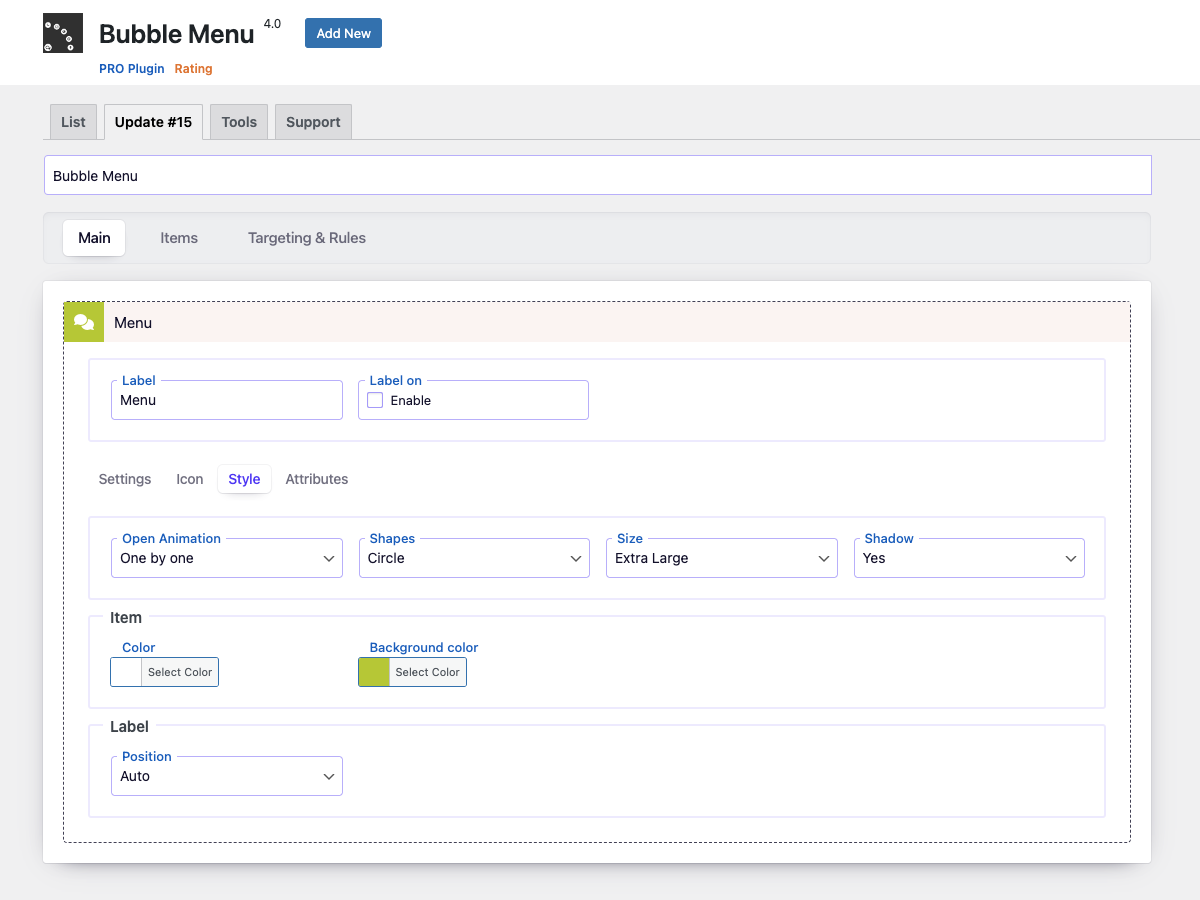 Bubble Menu 4.0 Add New
PRO Plugin Rating
List Update #15 Tools Support
Bubble Menu
Main Items Targeting & Rules
Menu
Label Label on
Menu Enable
Settings Icon Style Attributes
Open Animation Shapes Size Shadow
One by one Circle Extra Large Yes
Item
Color Background color
Select Color Select Color
Label
Position
Auto